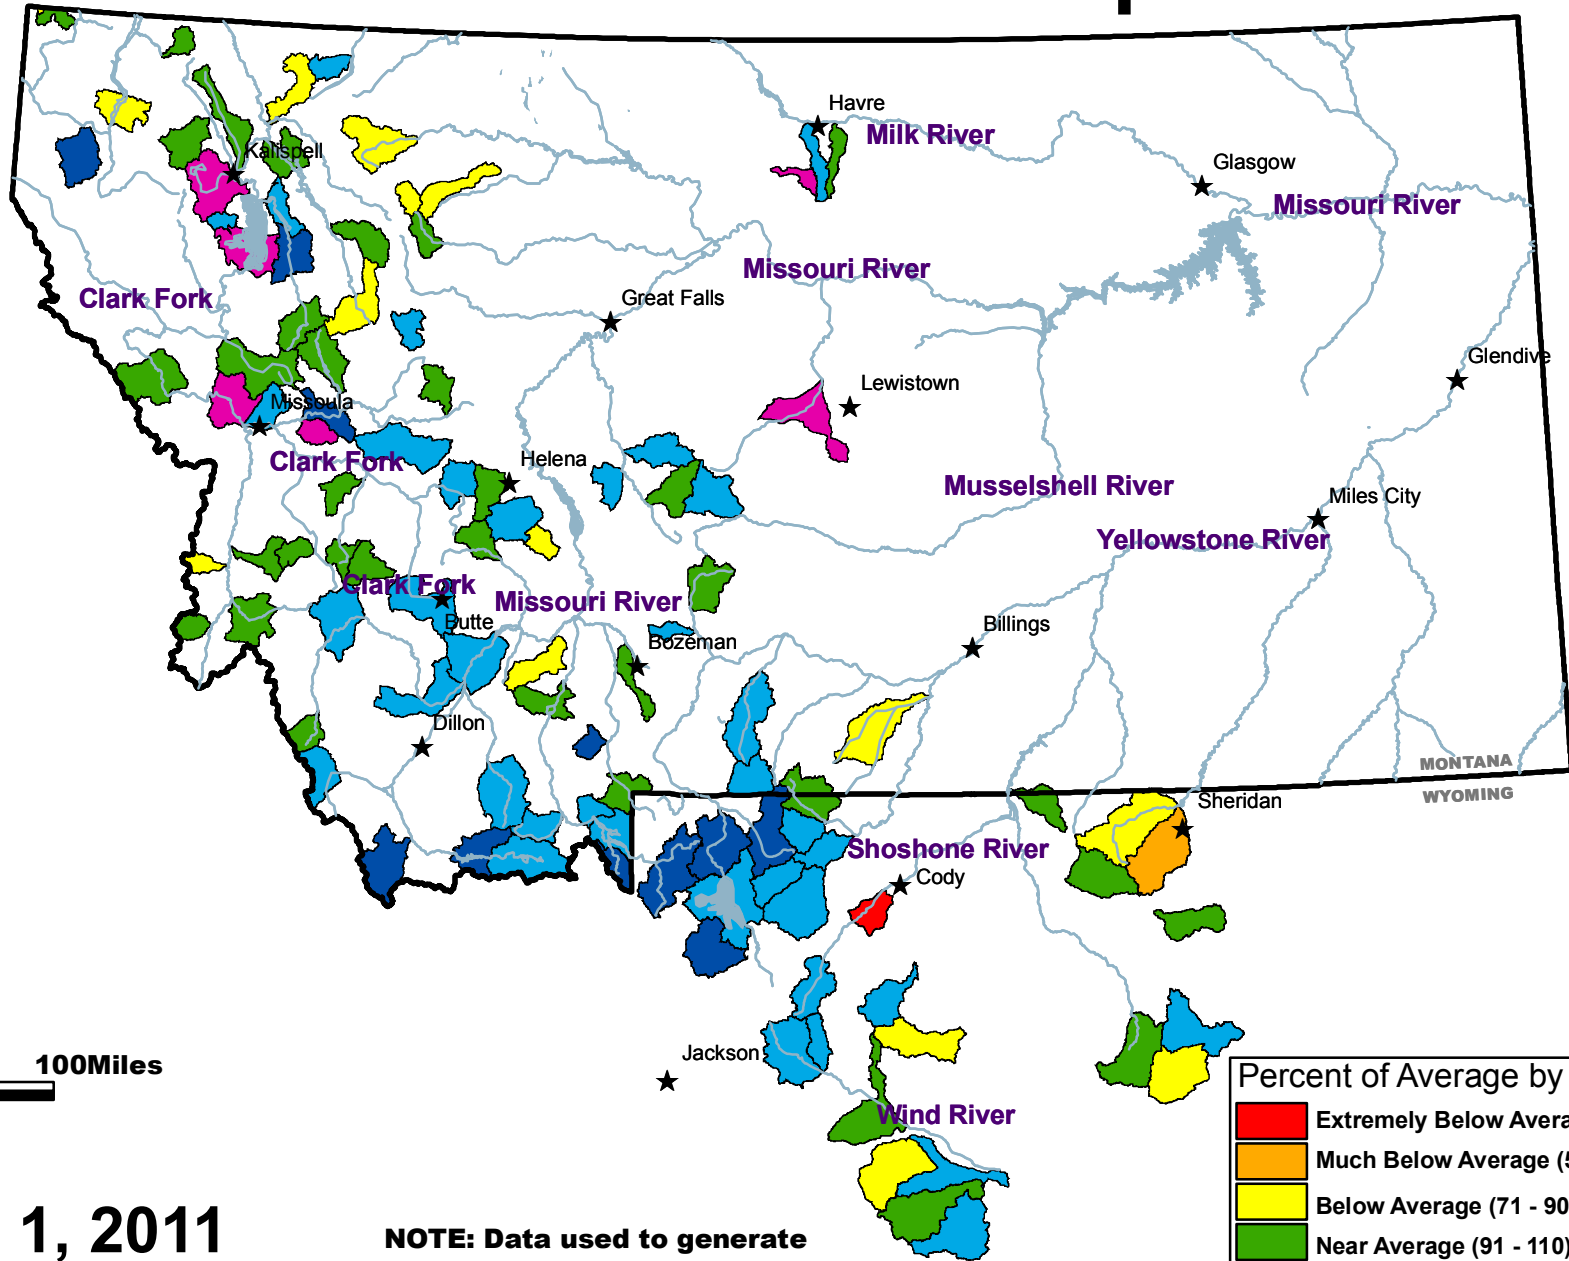 Havre
Milk River
Kalispell
Glasgow
Missouri River
Missouri River
Clark Fork
Great Falls
Glendive
Lewistown
Missoula
Clark Fork
Helena
Musselshell River
Miles City
Yellowstone River
Clark Fork
Missouri River
Butte
Billings
Bozeman
Dillon
MONTANA
WYOMING
Sheridan
Shoshone River
Cody
Jackson
100Miles
Wind River
Percent of Average by
Extremely Below Avera
Much Below Average (5
Below Average (71 - 90
Near Average (91 - 110)
1, 2011
NOTE: Data used to generate